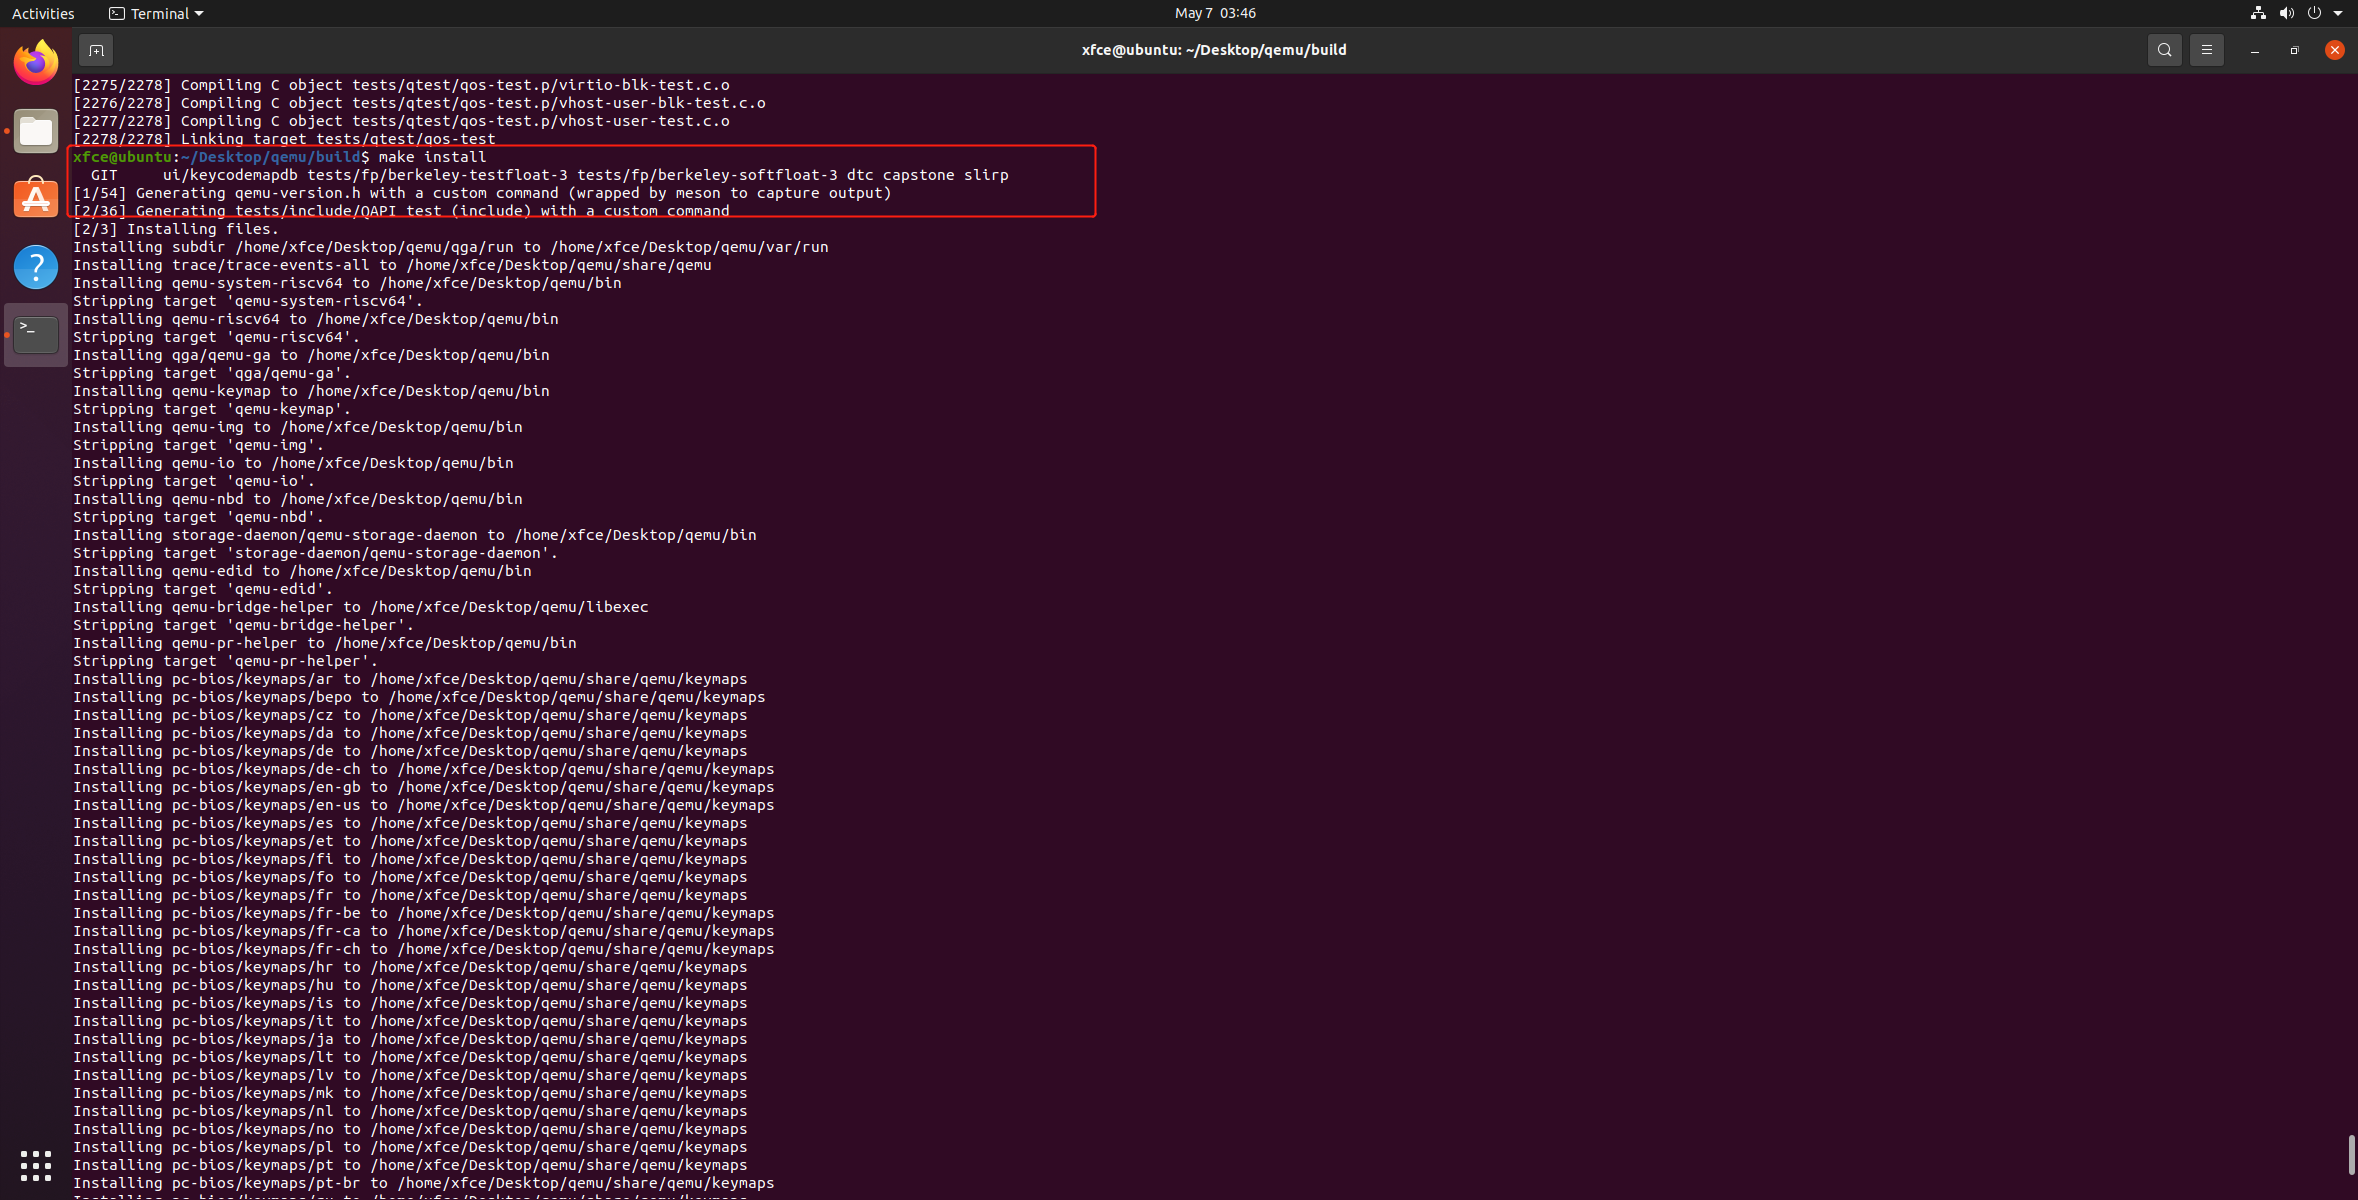 Activities
Terminal
May 7 03:46
xfce@ubuntu: ~/Desktop/qemu/build
[2275/2278] Compiling C object tests/qtest/qos-test.p/virtio-blk-test.c.o
[2276/2278] Compiling C object tests/qtest/qos-test.p/vhost-user-blk-test.c.o
[2277/2278] Compiling C object tests/qtest/qos-test.p/vhost-user-test.c.o
[2278/2278] Linking target tests/qtest/qos-test
xfce@ubuntu:~/Desktop/qemu/build$ make install
  GIT     ui/keycodemapdb tests/fp/berkeley-testfloat-3 tests/fp/berkeley-softfloat-3 dtc capstone slirp
[1/54] Generating qemu-version.h with a custom command (wrapped by meson to capture output)
[2/36] Generating tests/include/QAPI test (include) with a custom command
[2/3] Installing files.
Installing subdir /home/xfce/Desktop/qemu/qga/run to /home/xfce/Desktop/qemu/var/run
Installing trace/trace-events-all to /home/xfce/Desktop/qemu/share/qemu
Installing qemu-system-riscv64 to /home/xfce/Desktop/qemu/bin
Stripping target 'qemu-system-riscv64'.
Installing qemu-riscv64 to /home/xfce/Desktop/qemu/bin
Stripping target 'qemu-riscv64'.
Installing qga/qemu-ga to /home/xfce/Desktop/qemu/bin
Stripping target 'qga/qemu-ga'.
Installing qemu-keymap to /home/xfce/Desktop/qemu/bin
Stripping target 'qemu-keymap'.
Installing qemu-img to /home/xfce/Desktop/qemu/bin
Stripping target 'qemu-img'.
Installing qemu-io to /home/xfce/Desktop/qemu/bin
Stripping target 'qemu-io'.
Installing qemu-nbd to /home/xfce/Desktop/qemu/bin
Stripping target 'qemu-nbd'.
Installing storage-daemon/qemu-storage-daemon to /home/xfce/Desktop/qemu/bin
Stripping target 'storage-daemon/qemu-storage-daemon'.
Installing qemu-edid to /home/xfce/Desktop/qemu/bin
Stripping target 'qemu-edid'.
Installing qemu-bridge-helper to /home/xfce/Desktop/qemu/libexec
Stripping target 'qemu-bridge-helper'.
Installing qemu-pr-helper to /home/xfce/Desktop/qemu/bin
Stripping target 'qemu-pr-helper'.
Installing pc-bios/keymaps/ar to /home/xfce/Desktop/qemu/share/qemu/keymaps
Installing pc-bios/keymaps/bepo to /home/xfce/Desktop/qemu/share/qemu/keymaps
Installing pc-bios/keymaps/cz to /home/xfce/Desktop/qemu/share/qemu/keymaps
Installing pc-bios/keymaps/da to /home/xfce/Desktop/qemu/share/qemu/keymaps
Installing pc-bios/keymaps/de to /home/xfce/Desktop/qemu/share/qemu/keymaps
Installing pc-bios/keymaps/de-ch to /home/xfce/Desktop/qemu/share/qemu/keymaps
Installing pc-bios/keymaps/en-gb to /home/xfce/Desktop/qemu/share/qemu/keymaps
Installing pc-bios/keymaps/en-us to /home/xfce/Desktop/qemu/share/qemu/keymaps
Installing pc-bios/keymaps/es to /home/xfce/Desktop/qemu/share/qemu/keymaps
Installing pc-bios/keymaps/et to /home/xfce/Desktop/qemu/share/qemu/keymaps
Installing pc-bios/keymaps/fi to /home/xfce/Desktop/qemu/share/qemu/keymaps
Installing pc-bios/keymaps/fo to /home/xfce/Desktop/qemu/share/qemu/keymaps
Installing pc-bios/keymaps/fr to /home/xfce/Desktop/qemu/share/qemu/keymaps
Installing pc-bios/keymaps/fr-be to /home/xfce/Desktop/qemu/share/qemu/keymaps
Installing pc-bios/keymaps/fr-ca to /home/xfce/Desktop/qemu/share/qemu/keymaps
Installing pc-bios/keymaps/fr-ch to /home/xfce/Desktop/qemu/share/qemu/keymaps
Installing pc-bios/keymaps/hr to /home/xfce/Desktop/qemu/share/qemu/keymaps
Installing pc-bios/keymaps/hu to /home/xfce/Desktop/qemu/share/qemu/keymaps
Installing pc-bios/keymaps/is to /home/xfce/Desktop/qemu/share/qemu/keymaps
Installing pc-bios/keymaps/it to /home/xfce/Desktop/qemu/share/qemu/keymaps
Installing pc-bios/keymaps/ja to /home/xfce/Desktop/qemu/share/qemu/keymaps
Installing pc-bios/keymaps/lt to /home/xfce/Desktop/qemu/share/qemu/keymaps
Installing pc-bios/keymaps/lv to /home/xfce/Desktop/qemu/share/qemu/keymaps
Installing pc-bios/keymaps/mk to /home/xfce/Desktop/qemu/share/qemu/keymaps
Installing pc-bios/keymaps/nl to /home/xfce/Desktop/qemu/share/qemu/keymaps
Installing pc-bios/keymaps/no to /home/xfce/Desktop/qemu/share/qemu/keymaps
Installing pc-bios/keymaps/pl to /home/xfce/Desktop/qemu/share/qemu/keymaps
Installing pc-bios/keymaps/pt to /home/xfce/Desktop/qemu/share/qemu/keymaps
Installing pc-bios/keymaps/pt-br to /home/xfce/Desktop/qemu/share/qemu/keymaps